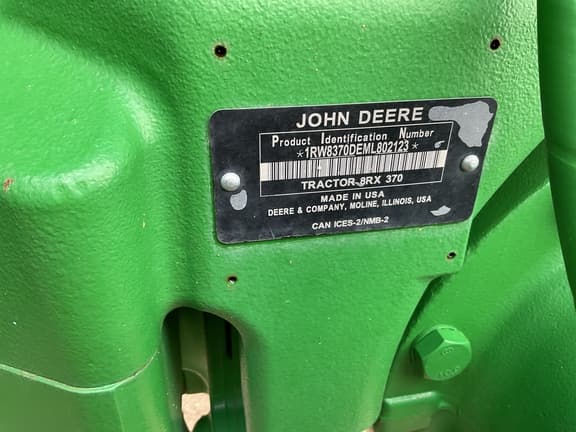 JOHN DEERE
Product Identification Number
*1RW8370DEML802123*
TRACTOR-8RX 370
MADE IN USA
DEERE & COMPANY, MOLINE, ILLINOIS, USA
CAN ICES-2/NMB-2